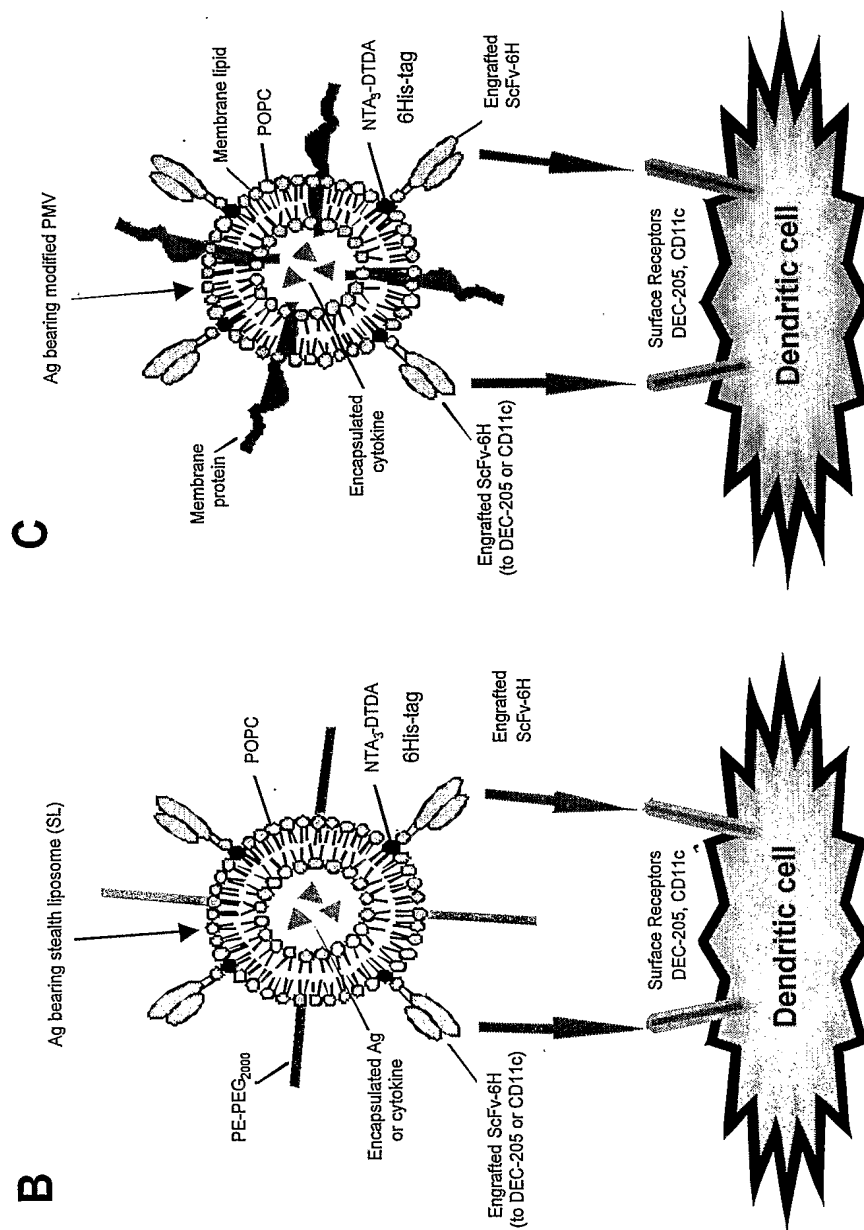 B
Ag bearing stealth liposome (SL)
PE-PEG2000
POPC
NTA3-DTDA
6His-tag
Encapsulated Ag
or cytokine
Engrafted ScFv-6H
(to DEC-205 or CD11c)
Engrafted
ScFv-6H
Surface Receptors
DEC-205, CD11c
Dendritic cell
C
Ag bearing modified PMV
Membrane
protein
Membrane lipid
POPC
NTA3-DTDA
6His-tag
Encapsulated
cytokine
Engrafted ScFv-6H
(to DEC-205 or CD11c)
Engrafted
ScFv-6H
Surface Receptors
DEC-205, CD11c
Dendritic cell